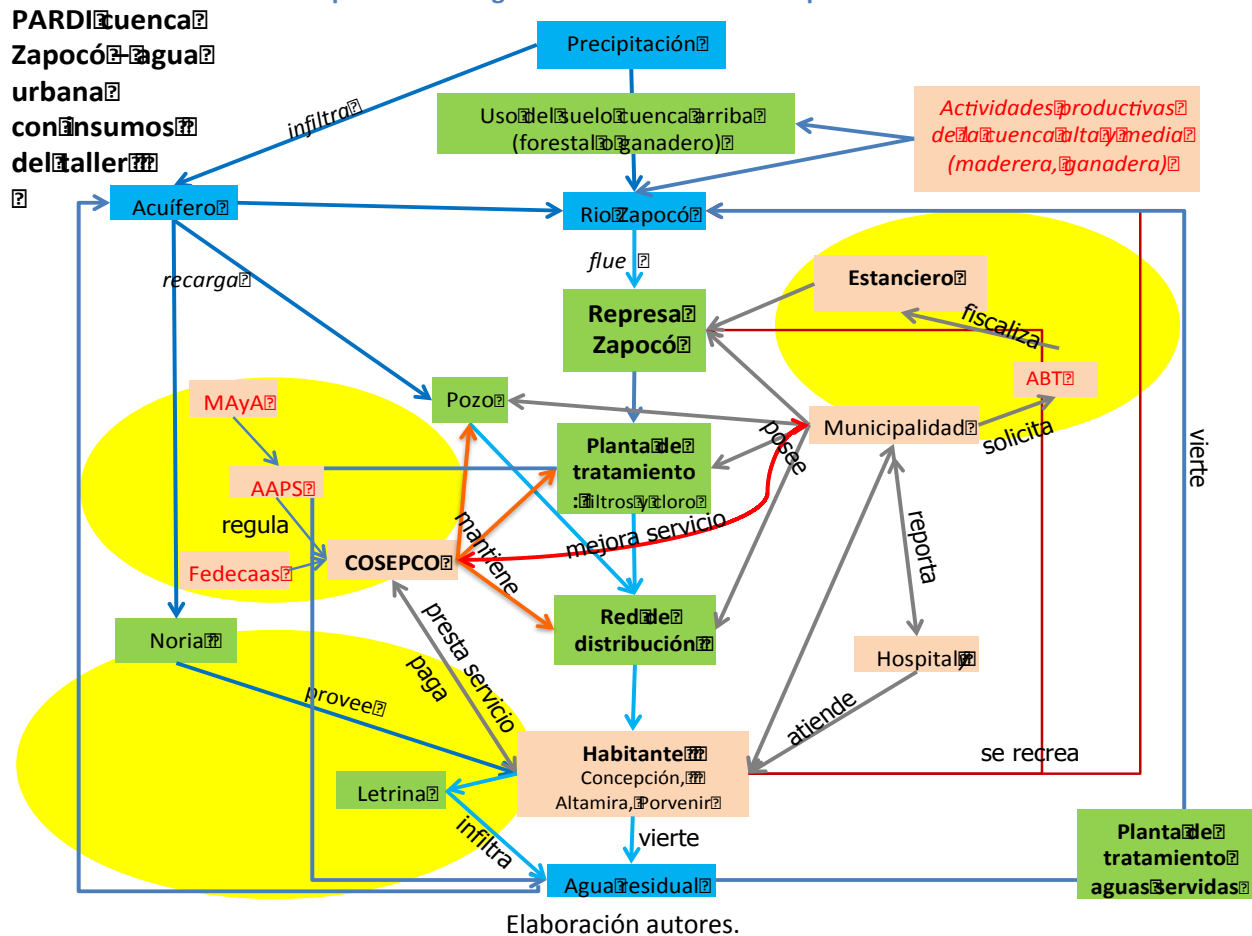 PARDI cuenca
Zapocó – agua
urbana
con insumos
del taller
Precipitación
infiltra
Uso del suelo cuenca arriba
(forestal o ganadero)
Actividades productivas
de la cuenca alta y media
(maderera, ganadera)
Acuífero
Rio Zapocó
recarga
flue
Estanciero
fiscaliza
Represa
Zapocó
ABT
MAyA
Pozo
Municipalidad
solicita
posee
vierte
Planta de
tratamiento
: filtros y cloro
AAPS
regula
mantiene
mejora servicio
reporta
COSEPCO
Fedecaas
Red de
distribución
Noria
presta servicio
paga
Hospital
provee
atiende
Habitante
Concepción,
Altamira, Porvenir
se recrea
Letrina
infiltra
vierte
Planta de
tratamiento
aguas servidas
Agua residual
Elaboración autores.